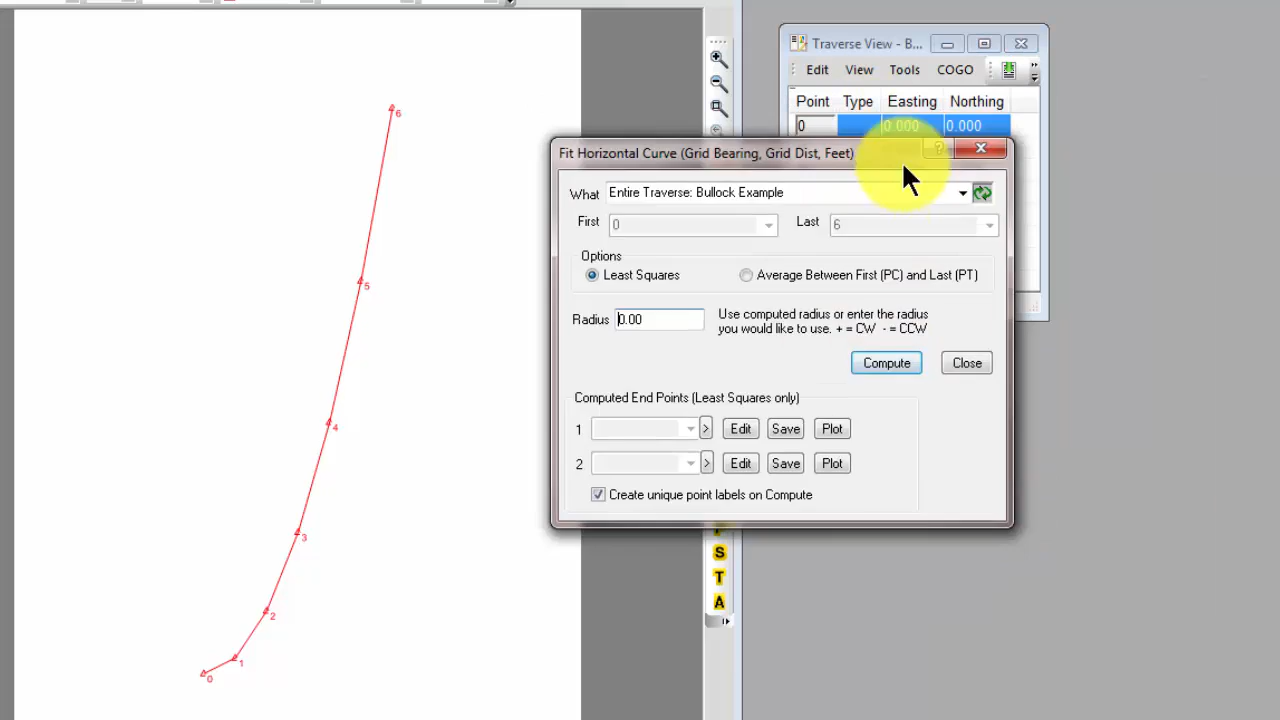 Traverse View - B...
Edit View Tools COGO
Point Type Easting Northing
0 0.000 0.000
Fit Horizontal Curve (Grid Bearing, Grid Dist, Feet)
What Entire Traverse: Bullock Example
First 0 Last 6
Options
Least Squares Average Between First (PC) and Last (PT)
Radius 0.00 Use computed radius or enter the radius
you would like to use. + = CW - = CCW
Compute Close
Computed End Points (Least Squares only)
1 > Edit Save Plot
2 > Edit Save Plot
Create unique point labels on Compute
S
T
A
6
5
4
3
2
1
0